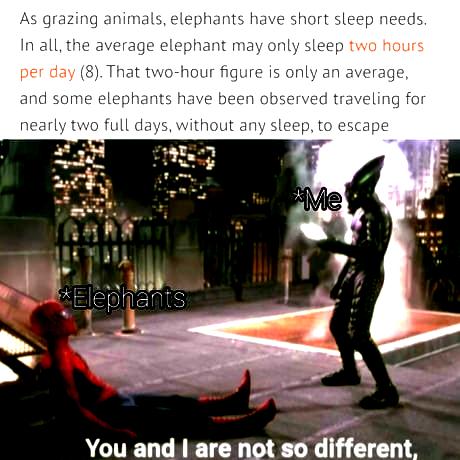 As grazing animals, elephants have short sleep needs.
In all, the average elephant may only sleep two hours
per day (8). That two-hour figure is only an average,
and some elephants have been observed traveling for
nearly two full days, without any sleep, to escape
*Me
*Elephants
You and I are not so different,